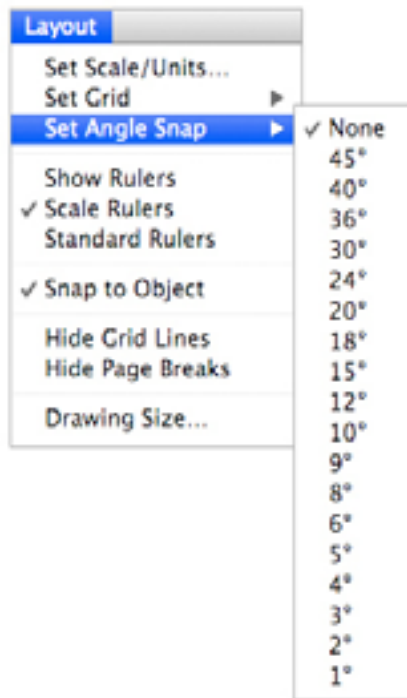 Layout
Set Scale/Units...
Set Grid
Set Angle Snap
Show Rulers
✓ Scale Rulers
Standard Rulers
✓ Snap to Object
Hide Grid Lines
Hide Page Breaks
Drawing Size...
✓ None
45°
40°
36°
30°
24°
20°
18°
15°
12°
10°
9°
8°
6°
5°
4°
3°
2°
1°